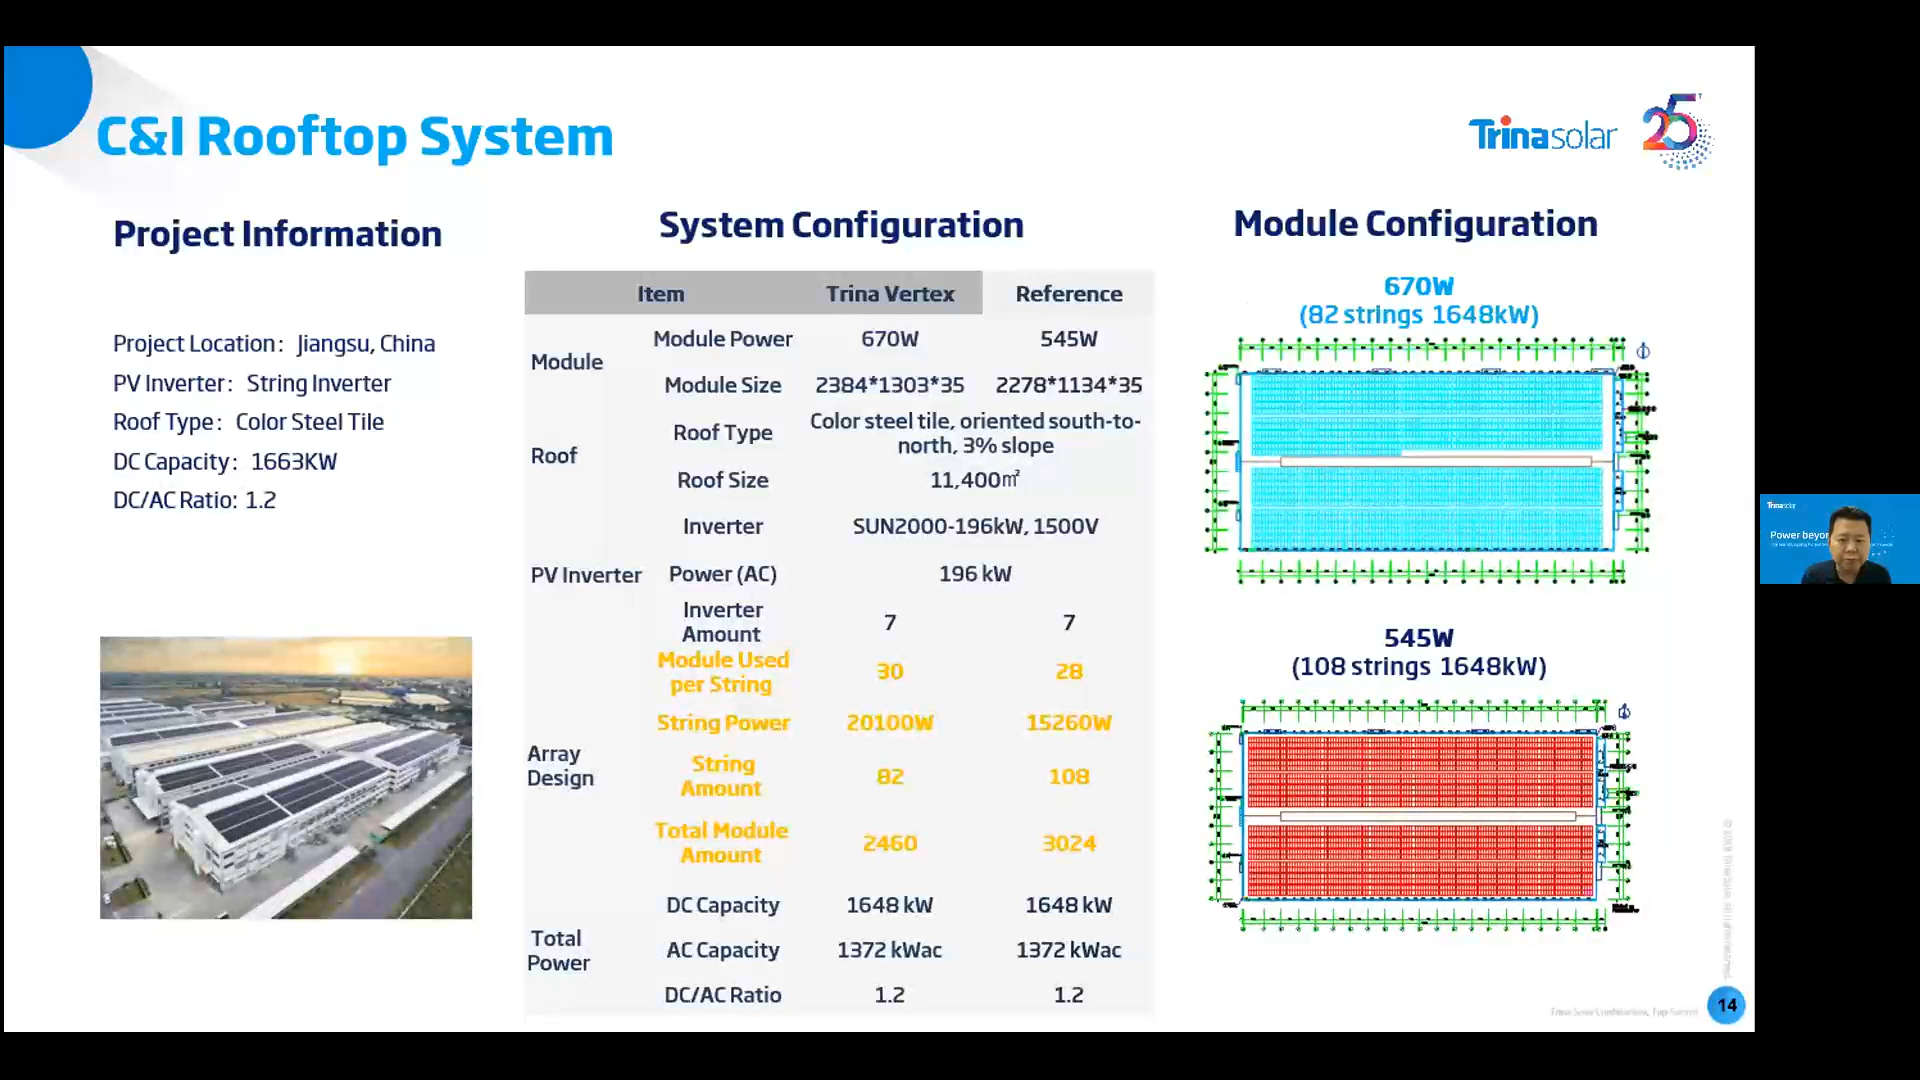 C&I Rooftop System
Trinasolar
25
Project Information
Project Location: Jiangsu, China
PV Inverter: String Inverter
Roof Type: Color Steel Tile
DC Capacity: 1663KW
DC/AC Ratio: 1.2
System Configuration
Item Trina Vertex Reference
Module
Module Power 670W 545W
Module Size 2384*1303*35 2278*1134*35
Roof
Roof Type Color steel tile, oriented south-to-
north, 3% slope
Roof Size 11,400㎡
PV Inverter
Inverter SUN2000-196kW, 1500V
Power (AC) 196 kW
Inverter
Amount 7 7
Array
Design
Module Used
per String 30 28
String Power 20100W 15260W
String
Amount 82 108
Total Module
Amount 2460 3024
Total
Power
DC Capacity 1648 kW 1648 kW
AC Capacity 1372 kWac 1372 kWac
DC/AC Ratio 1.2 1.2
Module Configuration
670W
(82 strings 1648kW)
545W
(108 strings 1648kW)
14
Trinasolar
Power beyon